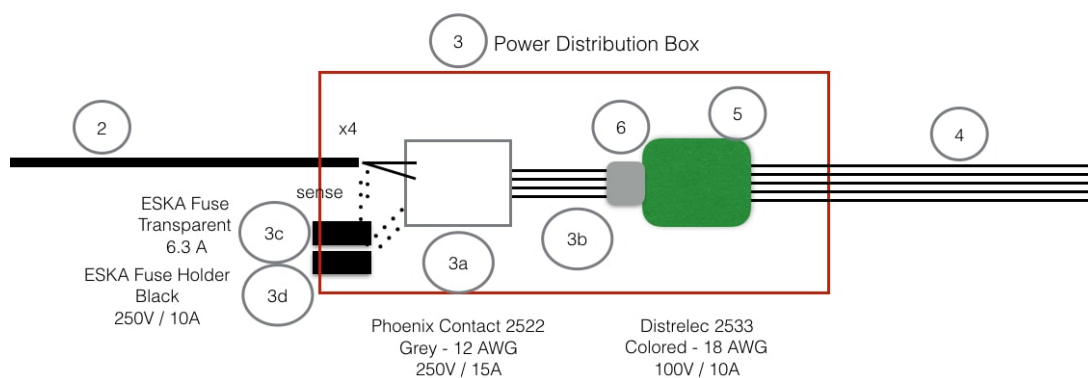 3
Power Distribution Box
2
x4
6
5
4
sense
ESKA Fuse
Transparent
6.3 A
3c
3b
3a
ESKA Fuse Holder
Black
250V / 10A
3d
Phoenix Contact 2522
Grey - 12 AWG
250V / 15A
Distrelec 2533
Colored - 18 AWG
100V / 10A